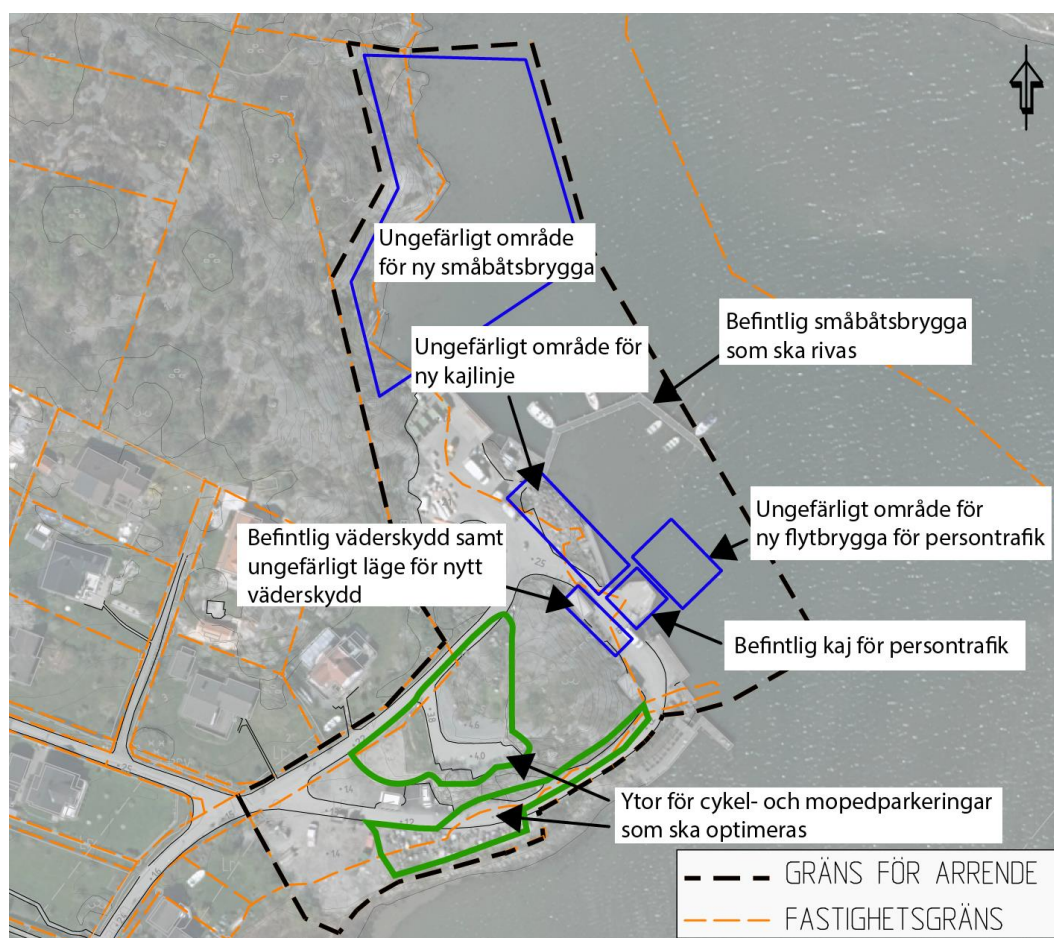 Ungefärligt område
för ny småbåtsbrygga
Befintlig småbåtsbrygga
som ska rivas
Ungefärligt område för
ny kajlinje
Ungefärligt område för
ny flytbrygga för persontrafik
Befintlig väderskydd samt
ungefärligt läge för nytt
väderskydd
Befintlig kaj för persontrafik
Ytor för cykel- och mopedparkeringar
som ska optimeras
GRÄNS FÖR ARRENDE
FASTIGHETSGRÄNS